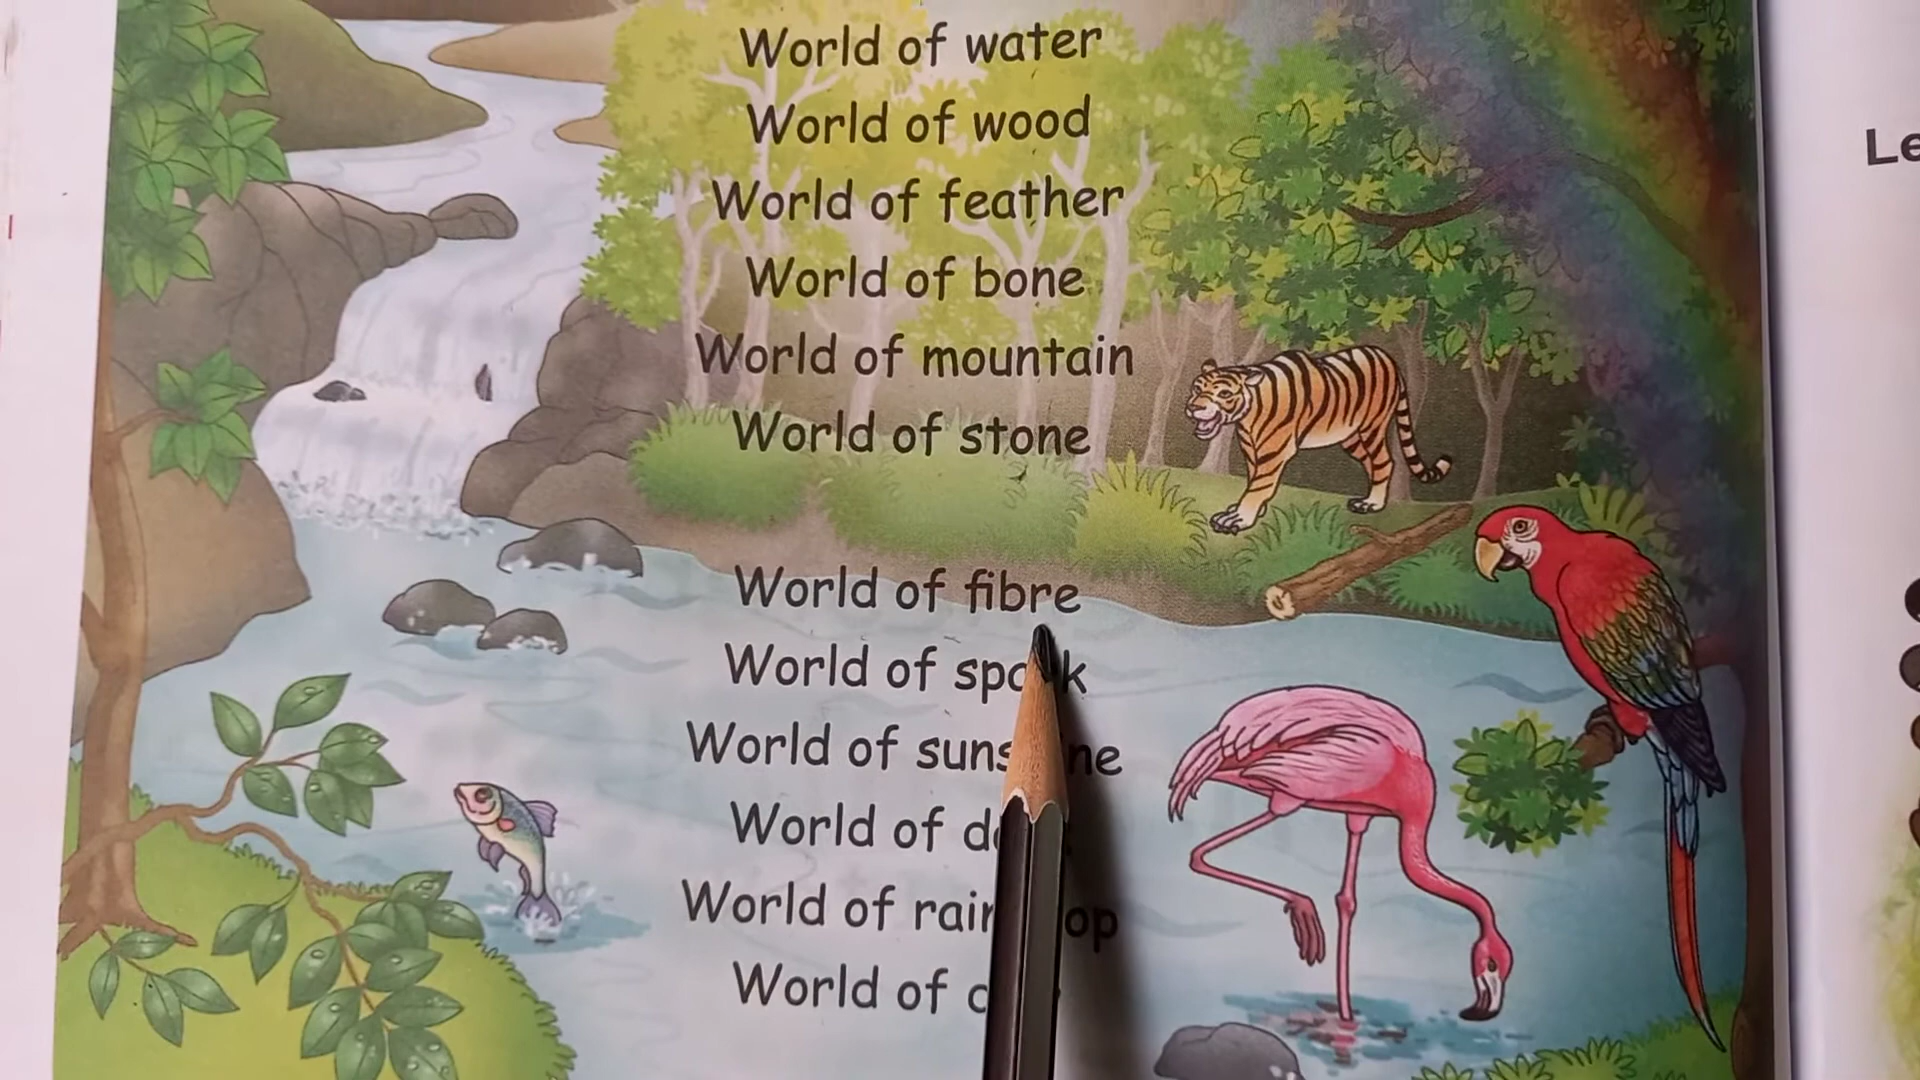 World of water
World of wood
World of feather
World of bone
World of mountain
World of stone
World of fibre
World of
World of
World of
World of
World of
Le